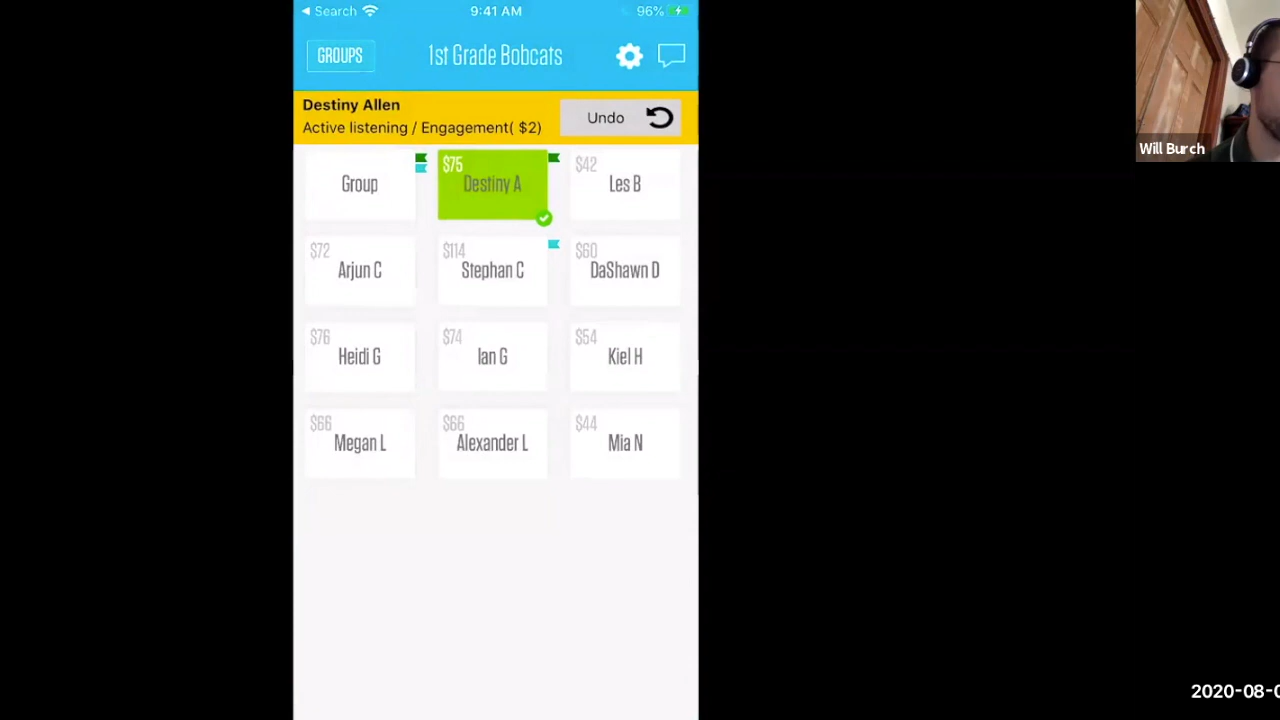 Search
9:41 AM
96%
GROUPS
1st Grade Bobcats
Destiny Allen
Active listening / Engagement( $2)
Undo
Group
$75
Destiny A
$42
Les B
$72
Arjun C
$114
Stephan C
$60
DaShawn D
$76
Heidi G
$74
Ian G
$54
Kiel H
$66
Megan L
$66
Alexander L
$44
Mia N
Will Burch
2020-08-0